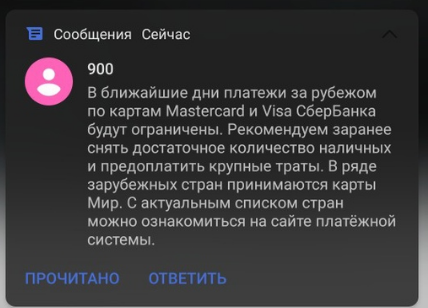 Сообщения Сейчас
900
В ближайшие дни платежи за рубежом
по картам Mastercard и Visa СберБанка
будут ограничены. Рекомендуем заранее
снять достаточное количество наличных
и предоплатить крупные траты. В ряде
зарубежных стран принимаются карты
Мир. С актуальным списком стран
можно ознакомиться на сайте платёжной
системы.
ПРОЧИТАНО ОТВЕТИТЬ